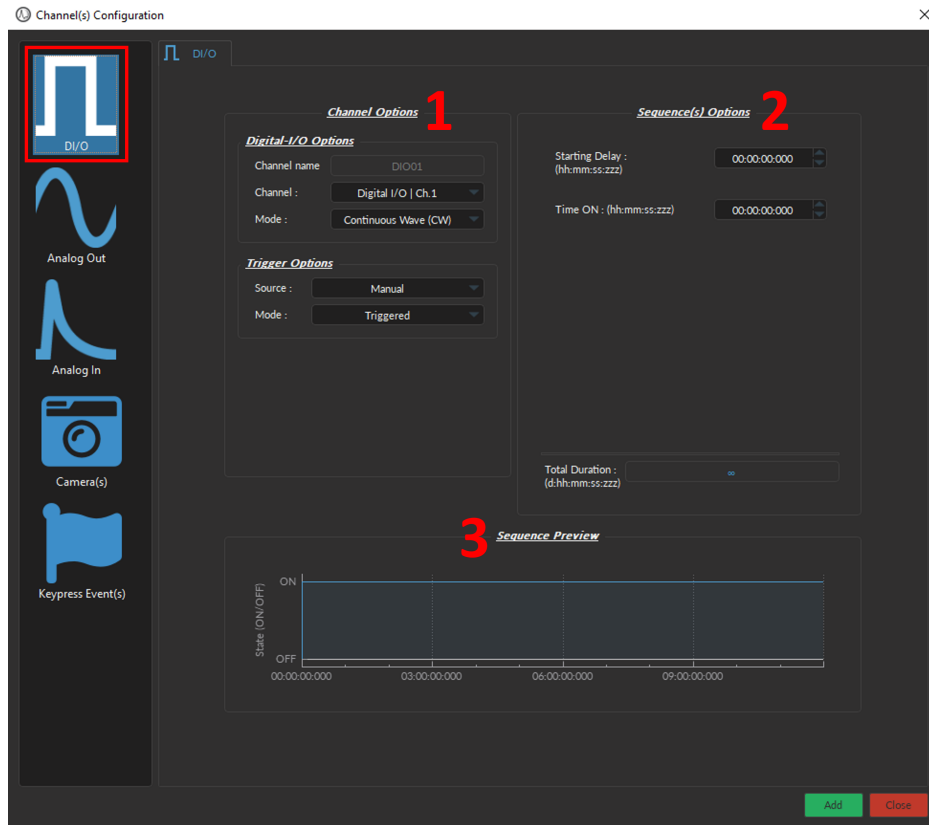 Channel(s) Configuration
DI/O
Analog Out
Analog In
Camera(s)
Keypress Event(s)
DI/O
Channel Options 1
Digital-I/O Options
Channel name DIO01
Channel : Digital I/O | Ch.1
Mode : Continuous Wave (CW)
Trigger Options
Source : Manual
Mode : Triggered
Sequence(s) Options 2
Starting Delay : 00:00:00:000
(hh:mm:ss:zzz)
Time ON : (hh:mm:ss:zzz) 00:00:00:000
Total Duration : ∞
(d:hh:mm:ss:zzz)
3 Sequence Preview
State (ON/OFF)
ON
OFF
00:00:00:000 03:00:00:000 06:00:00:000 09:00:00:000
Add Close